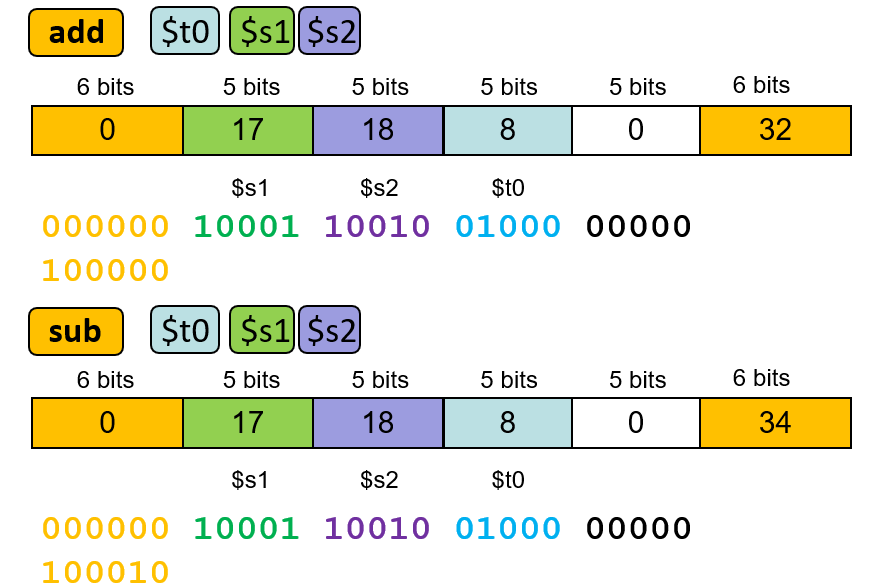 add $t0 $s1 $s2
6 bits 5 bits 5 bits 5 bits 5 bits 6 bits
0 17 18 8 0 32
$s1 $s2 $t0
000000 10001 10010 01000 00000
100000
sub $t0 $s1 $s2
6 bits 5 bits 5 bits 5 bits 5 bits 6 bits
0 17 18 8 0 34
$s1 $s2 $t0
000000 10001 10010 01000 00000
100010